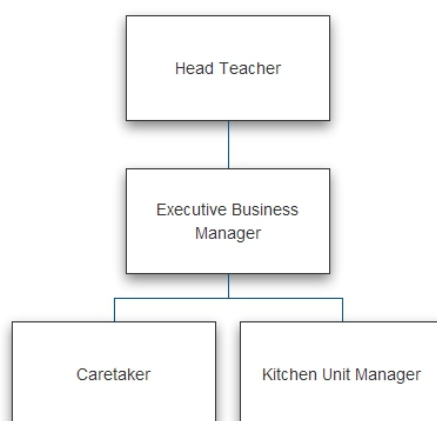 Head Teacher
Executive Business
Manager
Caretaker
Kitchen Unit Manager